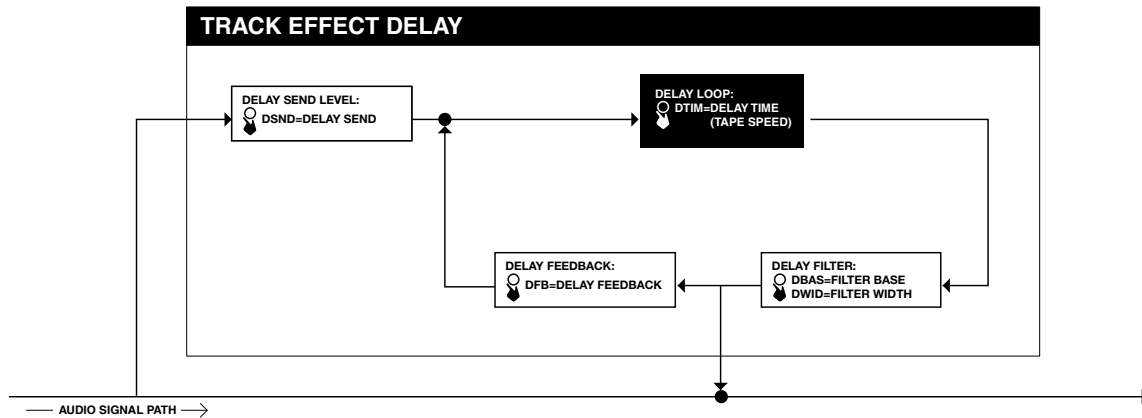 TRACK EFFECT DELAY
DELAY SEND LEVEL:
DSND=DELAY SEND
DELAY LOOP:
DTIM=DELAY TIME
(TAPE SPEED)
DELAY FEEDBACK:
DFB=DELAY FEEDBACK
DELAY FILTER:
DBAS=FILTER BASE
DWID=FILTER WIDTH
AUDIO SIGNAL PATH